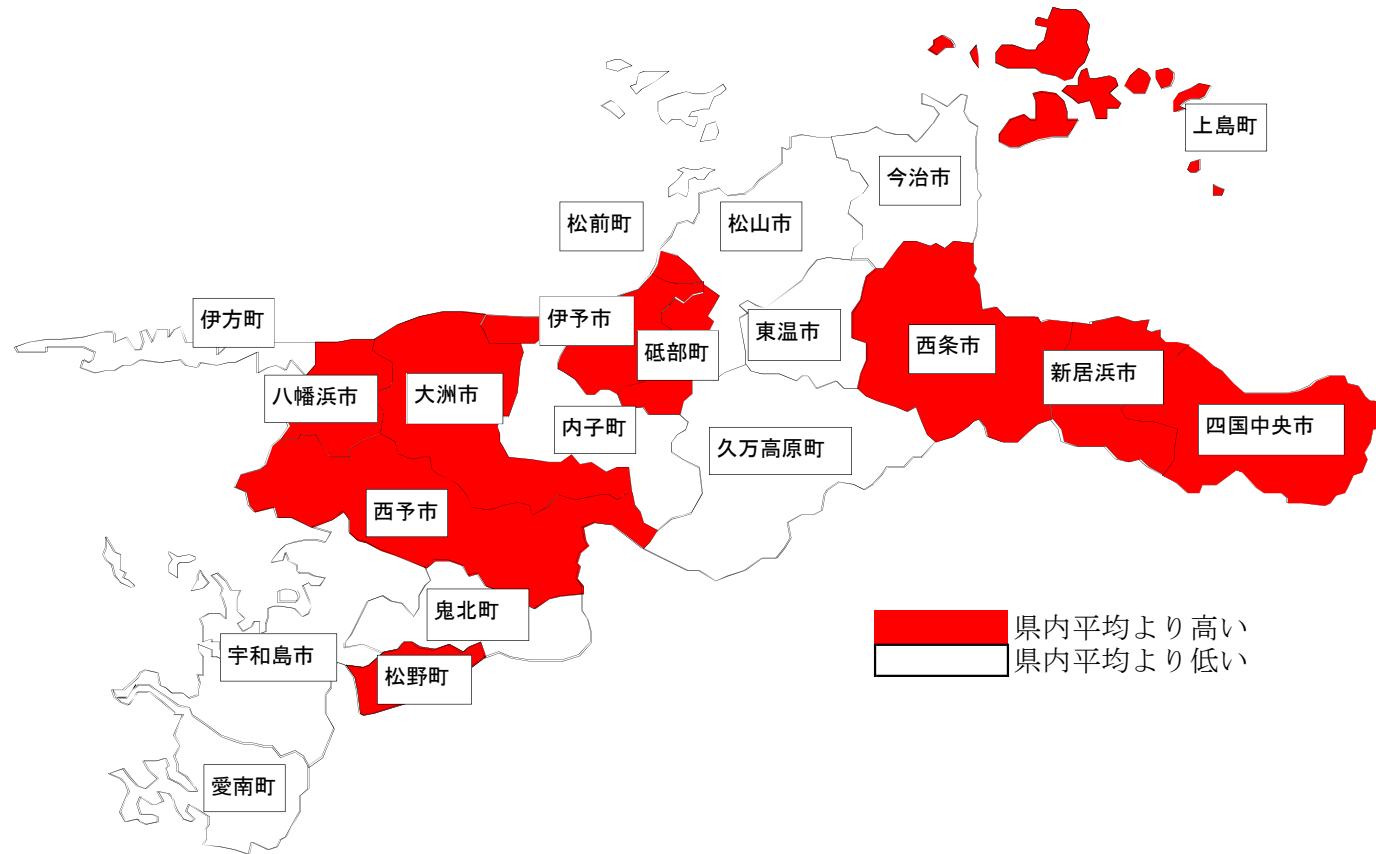 上島町
今治市
松前町
松山市
伊方町
伊予市
東温市
砥部町
西条市
新居浜市
八幡浜市
大洲市
内子町
久万高原町
四国中央市
西予市
鬼北町
宇和島市
松野町
愛南町
県内平均より高い
県内平均より低い